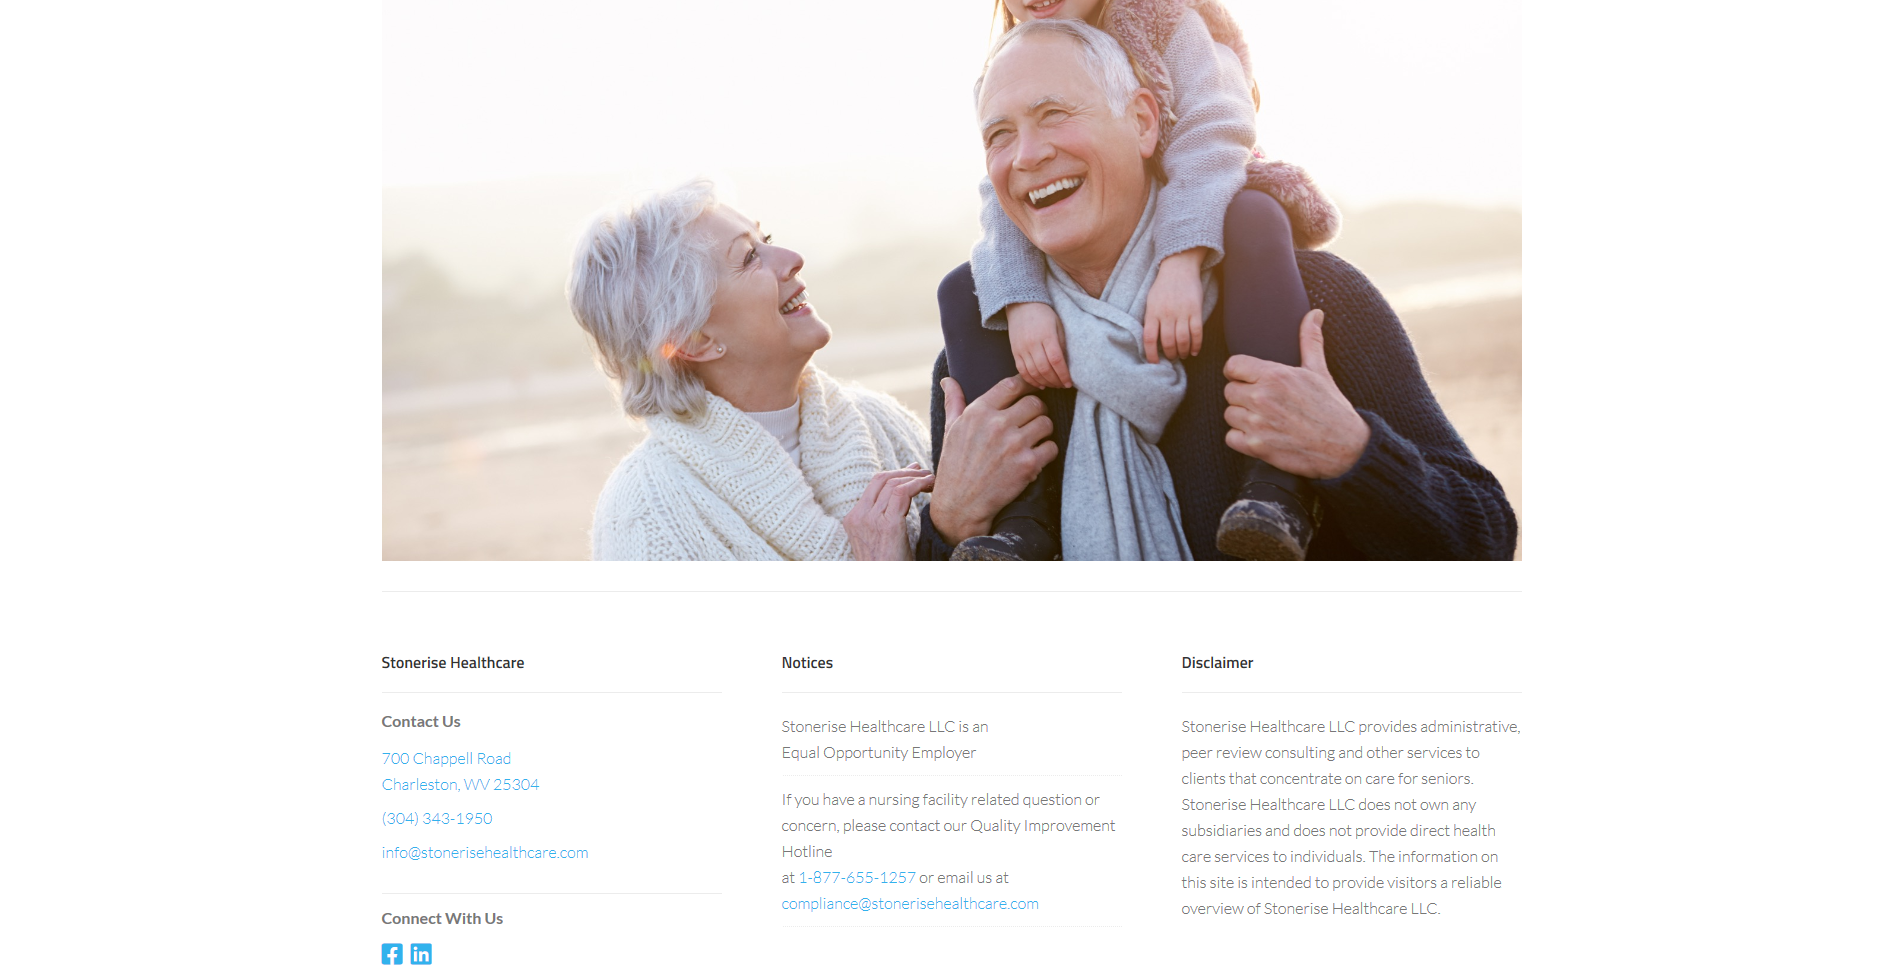 Stonerise Healthcare
Contact Us
700 Chappell Road
Charleston, WV 25304
(304) 343-1950
info@stonerisehealthcare.com
Connect With Us
Notices
Stonerise Healthcare LLC is an
Equal Opportunity Employer
If you have a nursing facility related question or
concern, please contact our Quality Improvement
Hotline
at 1-877-655-1257 or email us at
compliance@stonerisehealthcare.com
Disclaimer
Stonerise Healthcare LLC provides administrative,
peer review consulting and other services to
clients that concentrate on care for seniors.
Stonerise Healthcare LLC does not own any
subsidiaries and does not provide direct health
care services to individuals. The information on
this site is intended to provide visitors a reliable
overview of Stonerise Healthcare LLC.